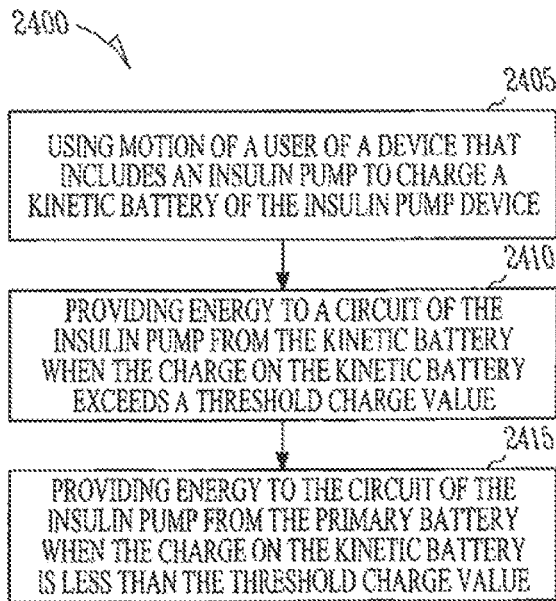 2400
2405
USING MOTION OF A USER OF A DEVICE THAT
INCLUDES AN INSULIN PUMP TO CHARGE A
KINETIC BATTERY OF THE INSULIN PUMP DEVICE
2410
PROVIDING ENERGY TO A CIRCUIT OF THE
INSULIN PUMP FROM THE KINETIC BATTERY
WHEN THE CHARGE ON THE KINETIC BATTERY
EXCEEDS A THRESHOLD CHARGE VALUE
2415
PROVIDING ENERGY TO THE CIRCUIT OF THE
INSULIN PUMP FROM THE PRIMARY BATTERY
WHEN THE CHARGE ON THE KINETIC BATTERY
IS LESS THAN THE THRESHOLD CHARGE VALUE